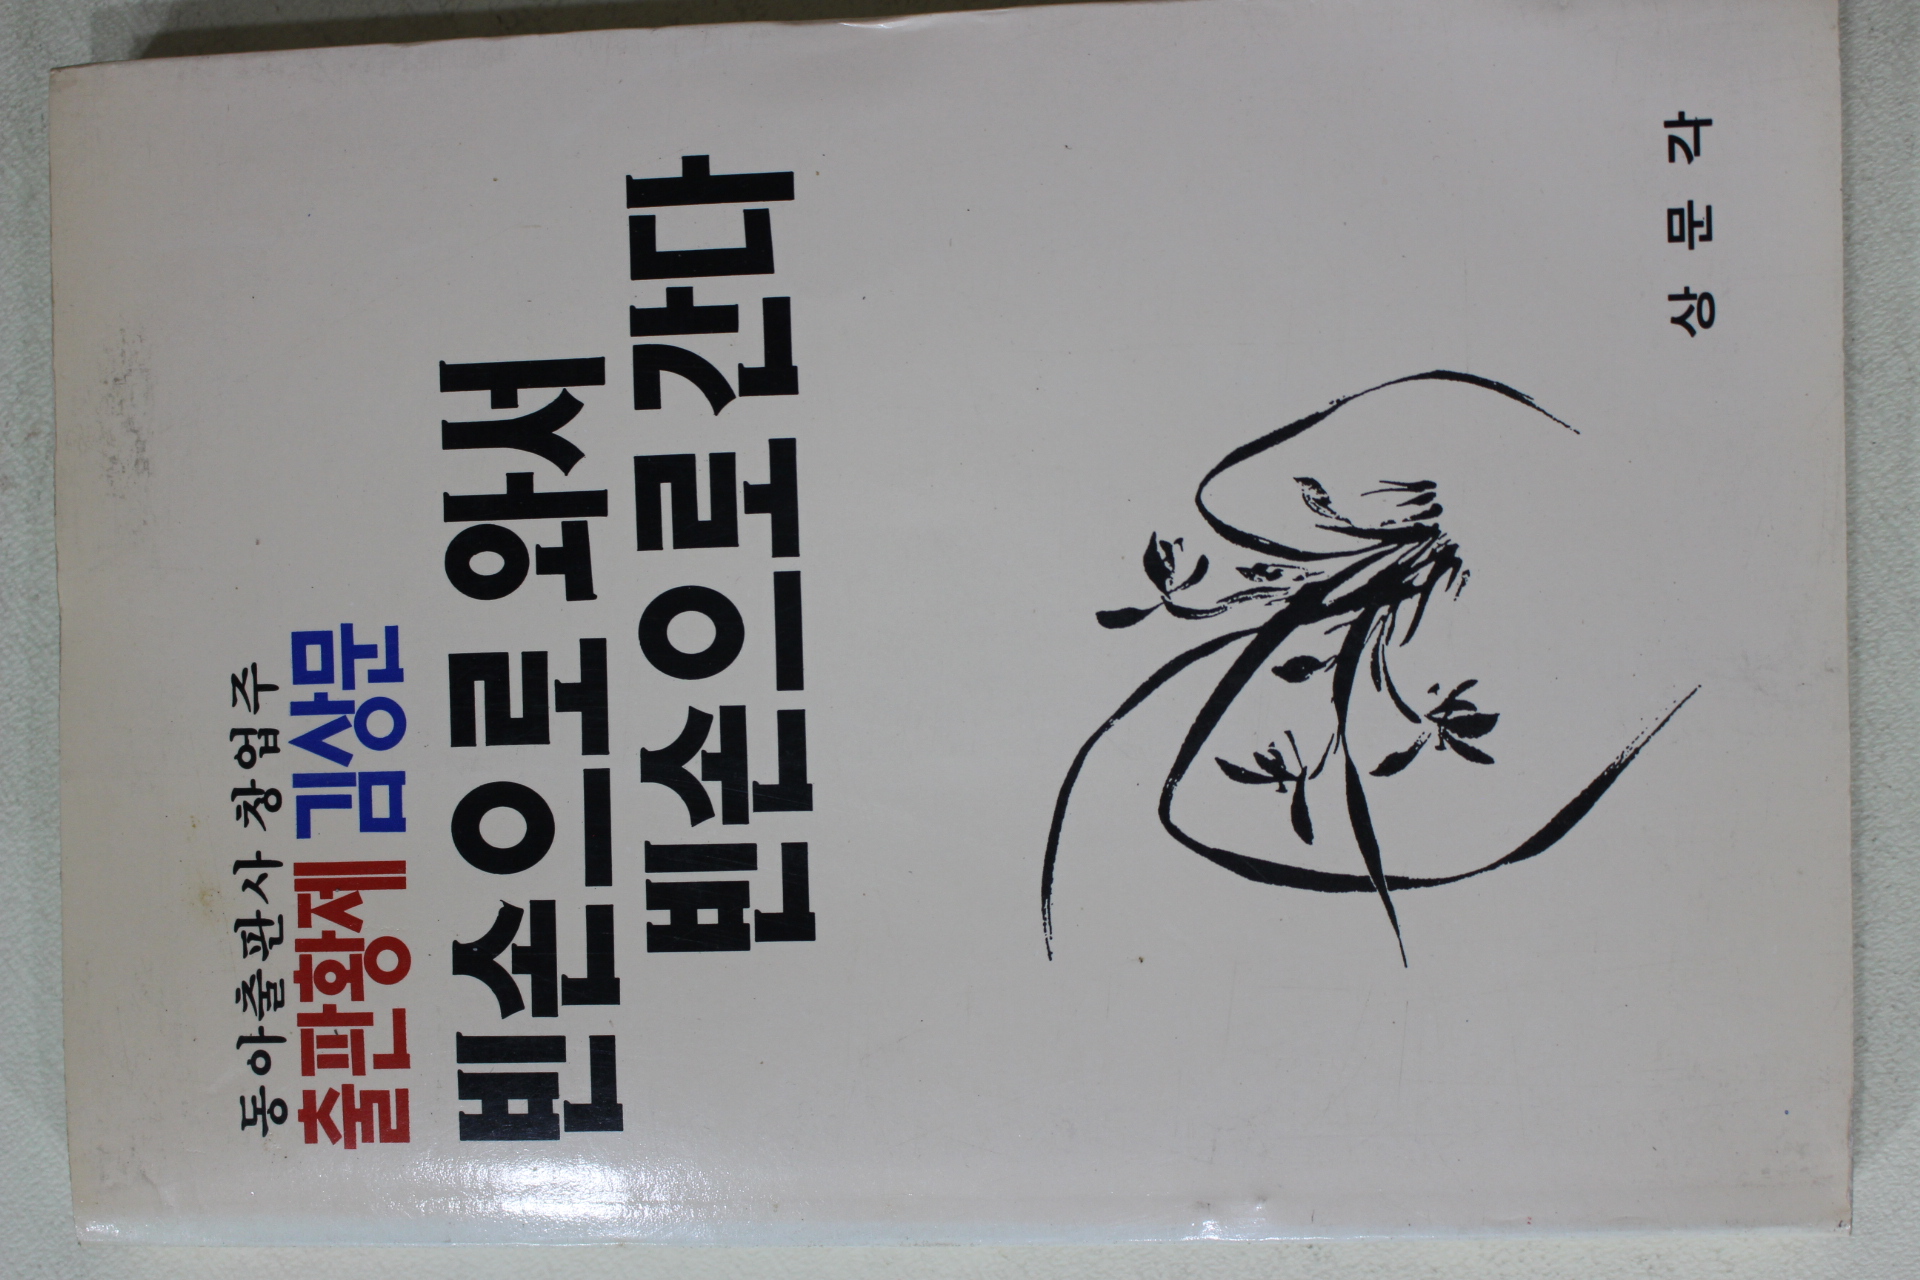 동아출판사 창업주
출판황제 김상문
빈손으로 와서
빈손으로 간다
상문각